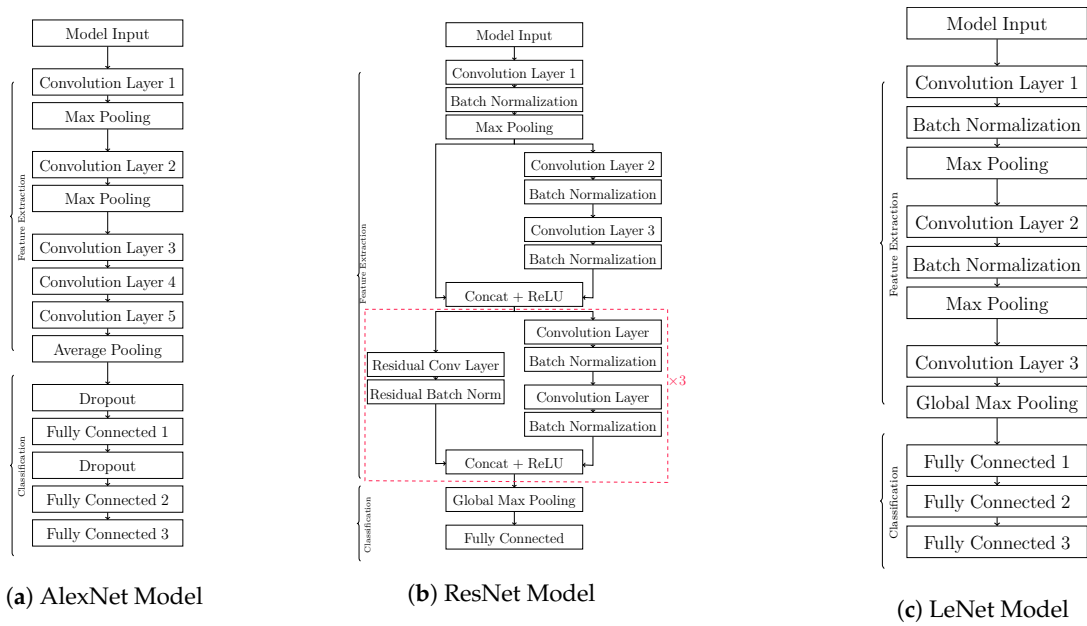 Model Input
Convolution Layer 1
Max Pooling
Convolution Layer 2
Max Pooling
Convolution Layer 3
Convolution Layer 4
Convolution Layer 5
Average Pooling
Dropout
Fully Connected 1
Dropout
Fully Connected 2
Fully Connected 3
Feature Extraction
Classification
(a) AlexNet Model
Model Input
Convolution Layer 1
Batch Normalization
Max Pooling
Convolution Layer 2
Batch Normalization
Convolution Layer 3
Batch Normalization
Concat + ReLU
Convolution Layer
Batch Normalization
Residual Conv Layer
Residual Batch Norm
Convolution Layer
Batch Normalization
×3
Concat + ReLU
Global Max Pooling
Fully Connected
Feature Extraction
Classification
(b) ResNet Model
Model Input
Convolution Layer 1
Batch Normalization
Max Pooling
Convolution Layer 2
Batch Normalization
Max Pooling
Convolution Layer 3
Global Max Pooling
Fully Connected 1
Fully Connected 2
Fully Connected 3
Feature Extraction
Classification
(c) LeNet Model